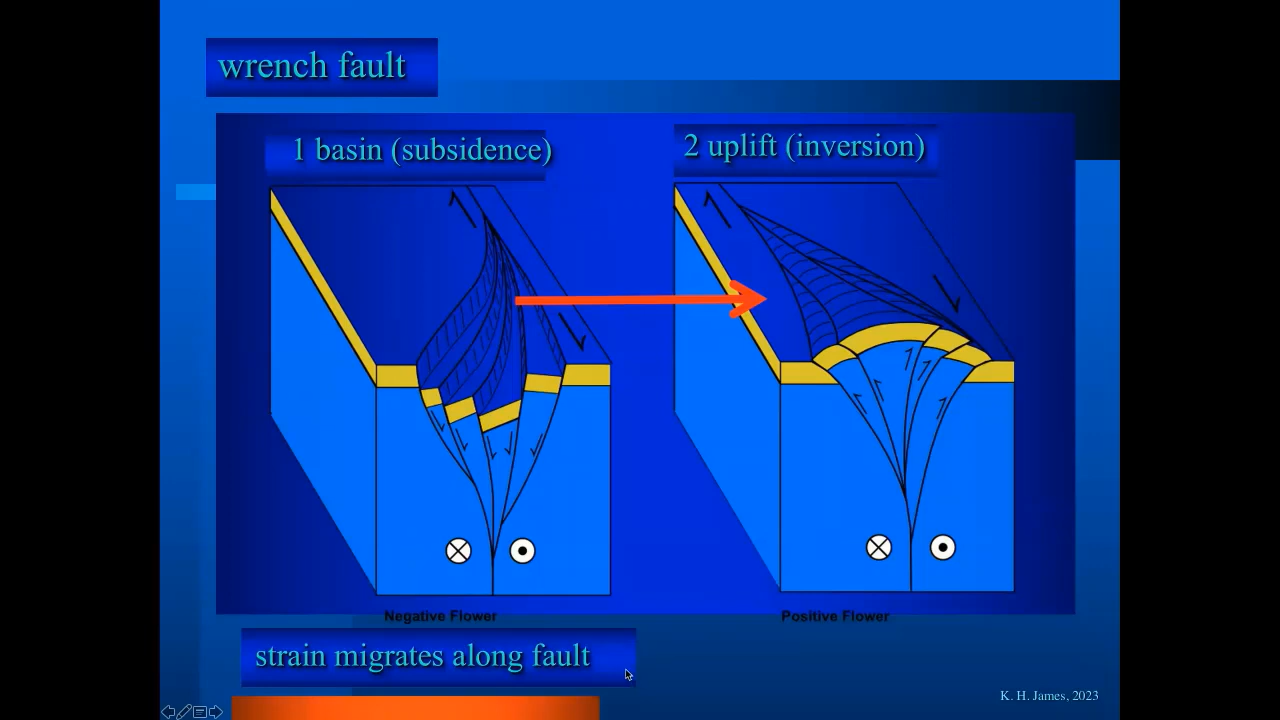 wrench fault
1 basin (subsidence)
2 uplift (inversion)
Negative Flower
Positive Flower
strain migrates along fault
K. H. James, 2023